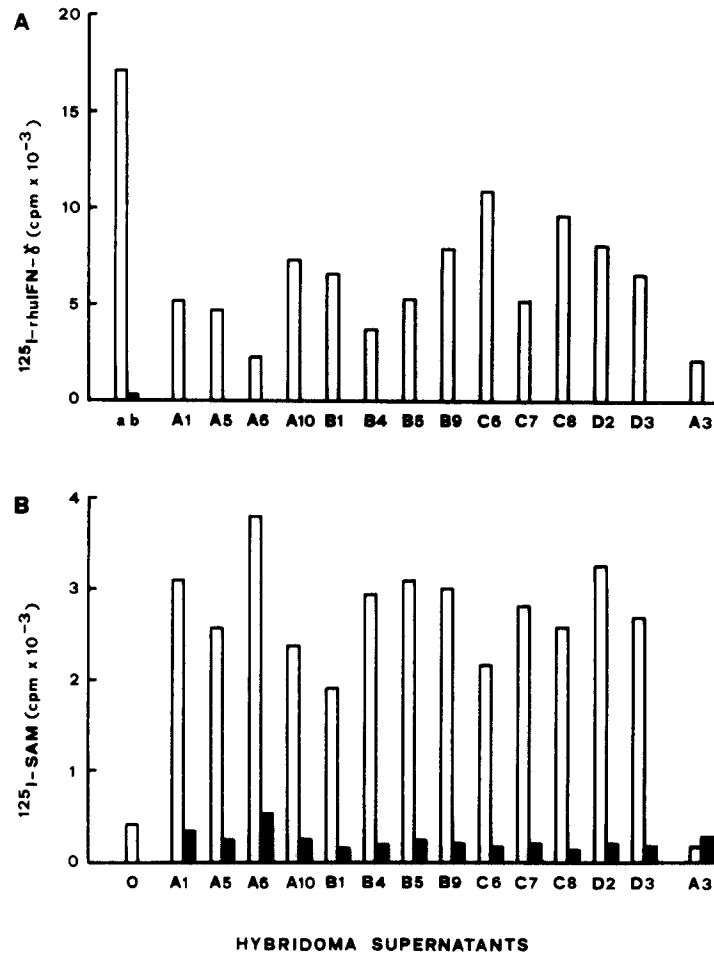 A
20
15
10
5
0
125I-rhuIFN-ɣ (cpm x 10-3)
a b A1 A5 A6 A10 B1 B4 B5 B9 C6 C7 C8 D2 D3 A3
B
4
3
2
1
0
125I-SAM (cpm x 10-3)
O A1 A5 A6 A10 B1 B4 B5 B9 C6 C7 C8 D2 D3 A3
HYBRIDOMA SUPERNATANTS